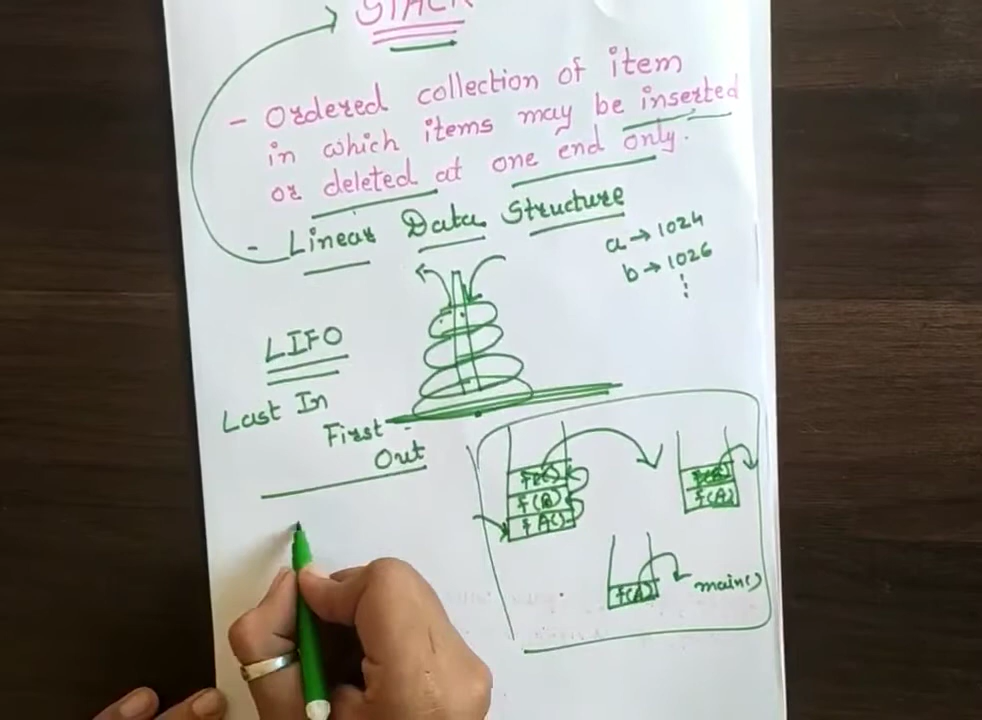 STACK
- Ordered collection of item
in which items may be inserted
or deleted at one end only.
- Linear Data Structure
a → 1024
b → 1026
LIFO
Last In
First
Out
f(B)
f(A)
f A()
f(A)
main()